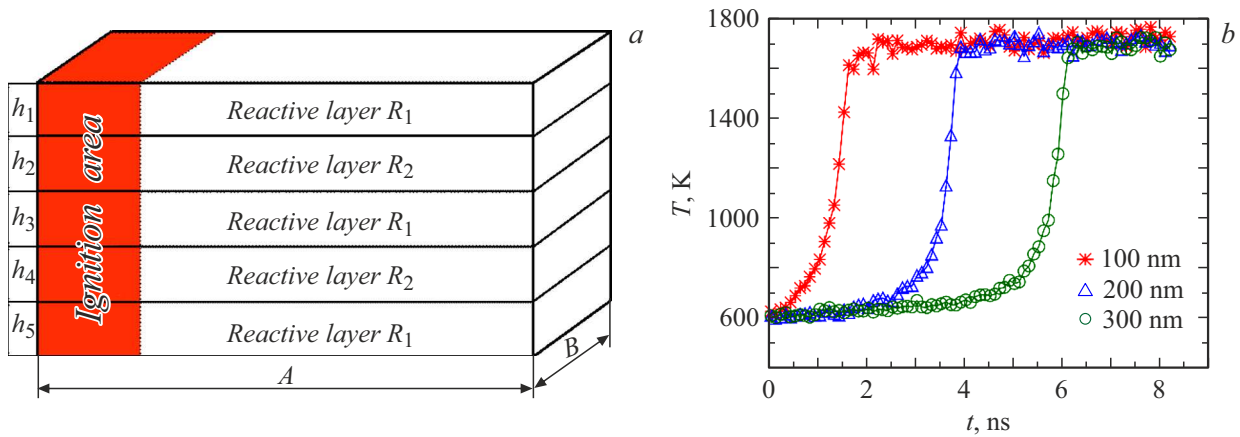 a
h1 Reactive layer R1
h2 Reactive layer R2
h3 Reactive layer R1
h4 Reactive layer R2
h5 Reactive layer R1
Ignition area
A
B
b
1800
1400
1000
600
T, K
0 2 4 6 8
t, ns
100 nm
200 nm
300 nm